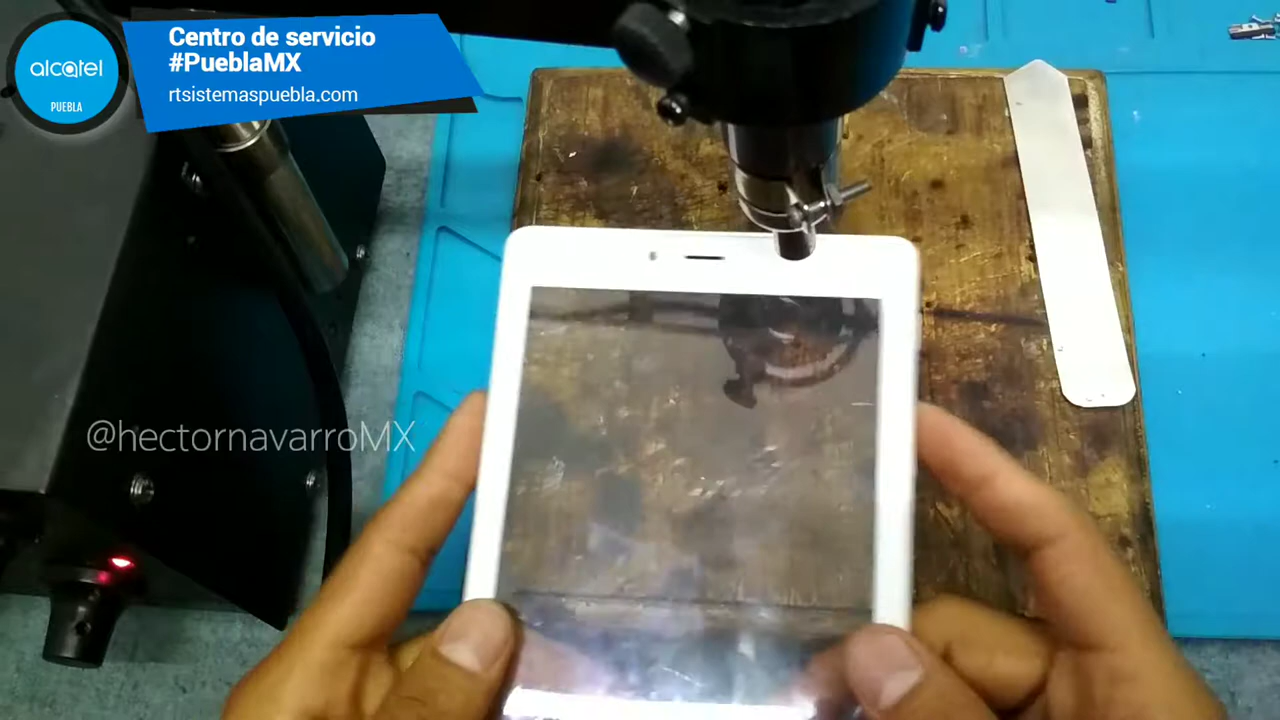 alcatel
PUEBLA
Centro de servicio
#PueblaMX
rtsistemaspuebla.com
@hectornavarroMX